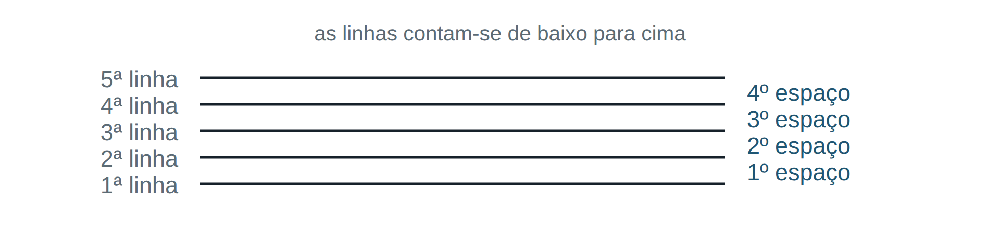 as linhas contam-se de baixo para cima
5ª linha
4º espaço
4ª linha
3º espaço
3ª linha
2º espaço
2ª linha
1º espaço
1ª linha